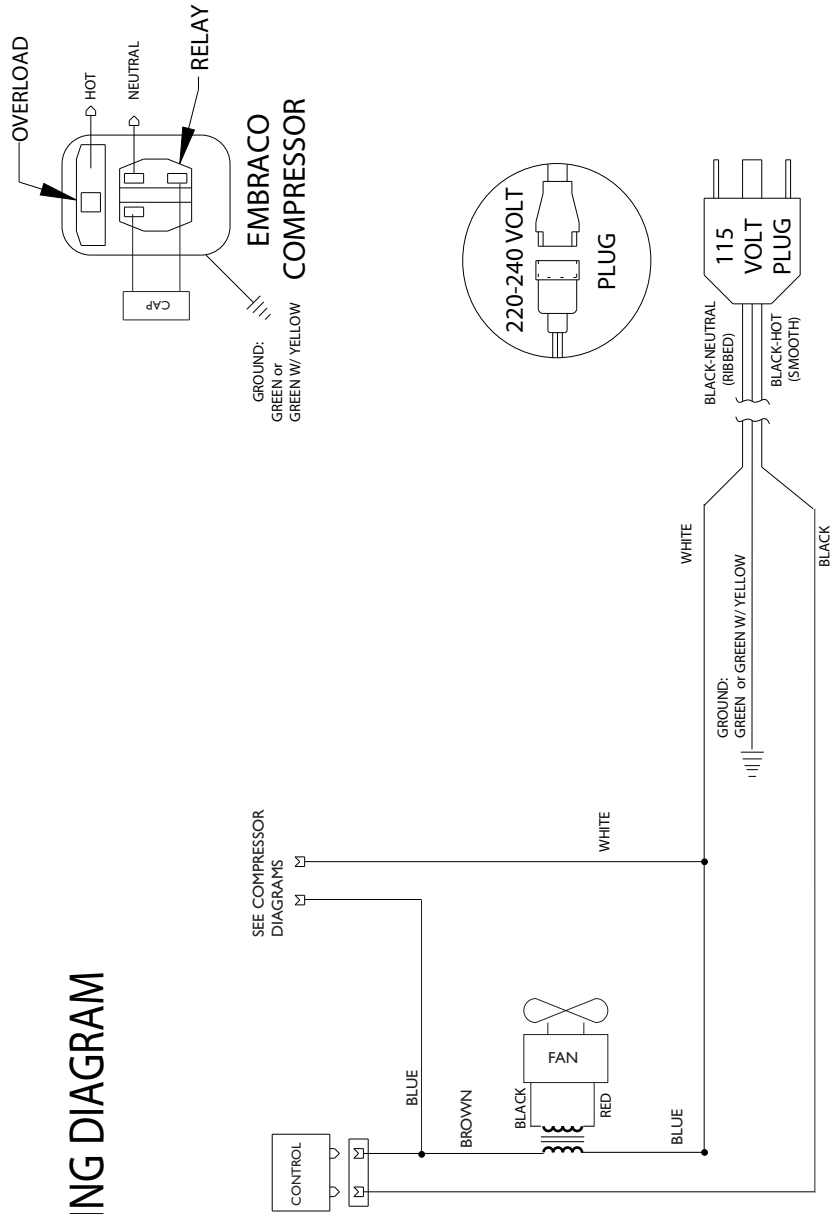 ING DIAGRAM
CONTROL
BLUE
BROWN
BLACK
RED
FAN
BLUE
SEE COMPRESSOR
DIAGRAMS
WHITE
WHITE
GROUND:
GREEN or GREEN W/ YELLOW
BLACK
BLACK-NEUTRAL
(RIBBED)
BLACK-HOT
(SMOOTH)
115
VOLT
PLUG
220-240 VOLT
PLUG
OVERLOAD
HOT
NEUTRAL
RELAY
CAP
EMBRACO
COMPRESSOR
GROUND:
GREEN or
GREEN W/ YELLOW